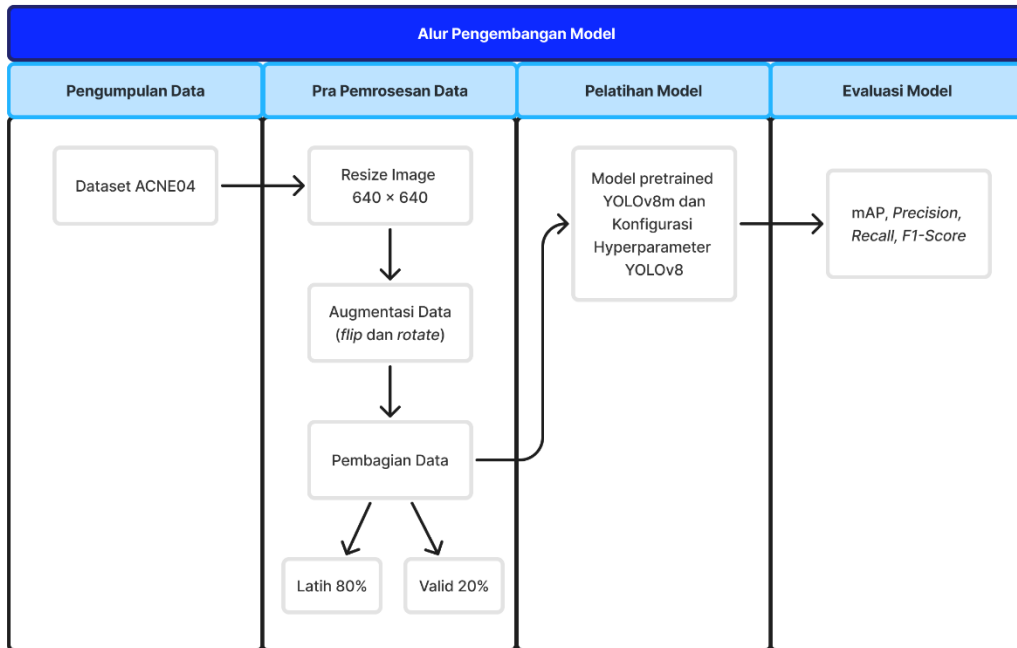 Alur Pengembangan Model
Pengumpulan Data
Pra Pemrosesan Data
Pelatihan Model
Evaluasi Model
Dataset ACNE04
Resize Image
640 × 640
Augmentasi Data
(flip dan rotate)
Pembagian Data
Latih 80%
Valid 20%
Model pretrained
YOLOv8m dan
Konfigurasi
Hyperparameter
YOLOv8
mAP, Precision,
Recall, F1-Score